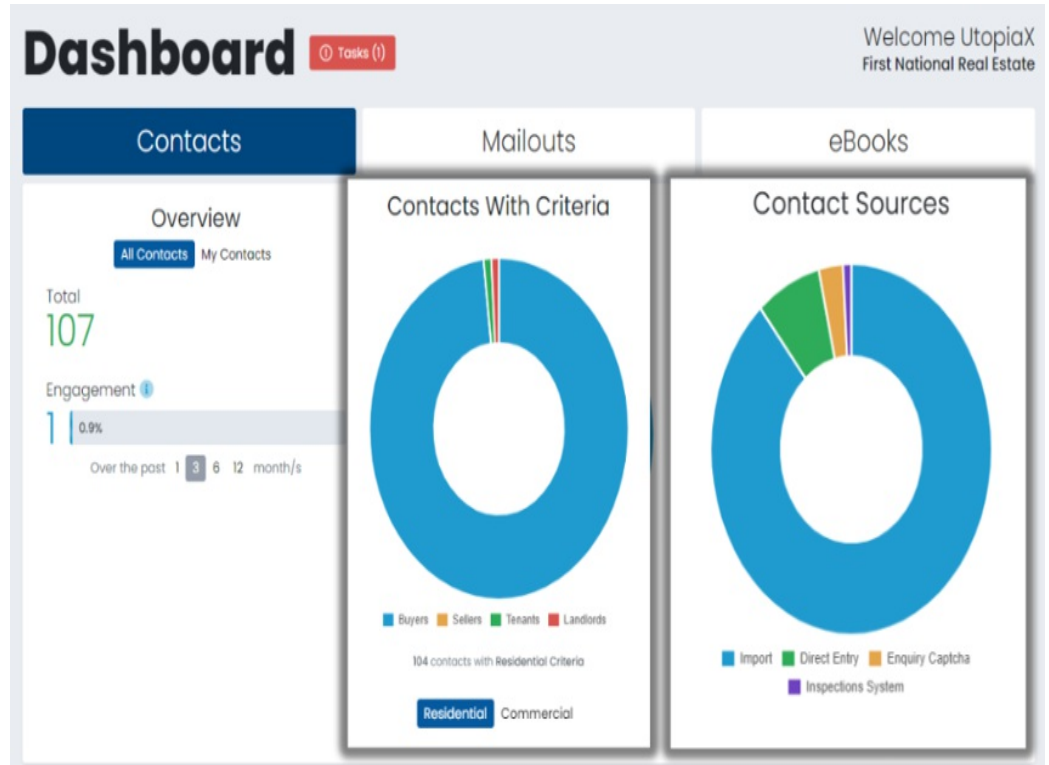 Dashboard
Tasks (1)
Welcome UtopiaX
First National Real Estate
Contacts
Mailouts
eBooks
Overview
All Contacts My Contacts
Total
107
Engagement
1 0.9%
Over the past 1 3 6 12 month/s
Contacts With Criteria
Buyers Sellers Tenants Landlords
104 contacts with Residential Criteria
Residential Commercial
Contact Sources
Import Direct Entry Enquiry Captcha
Inspections System